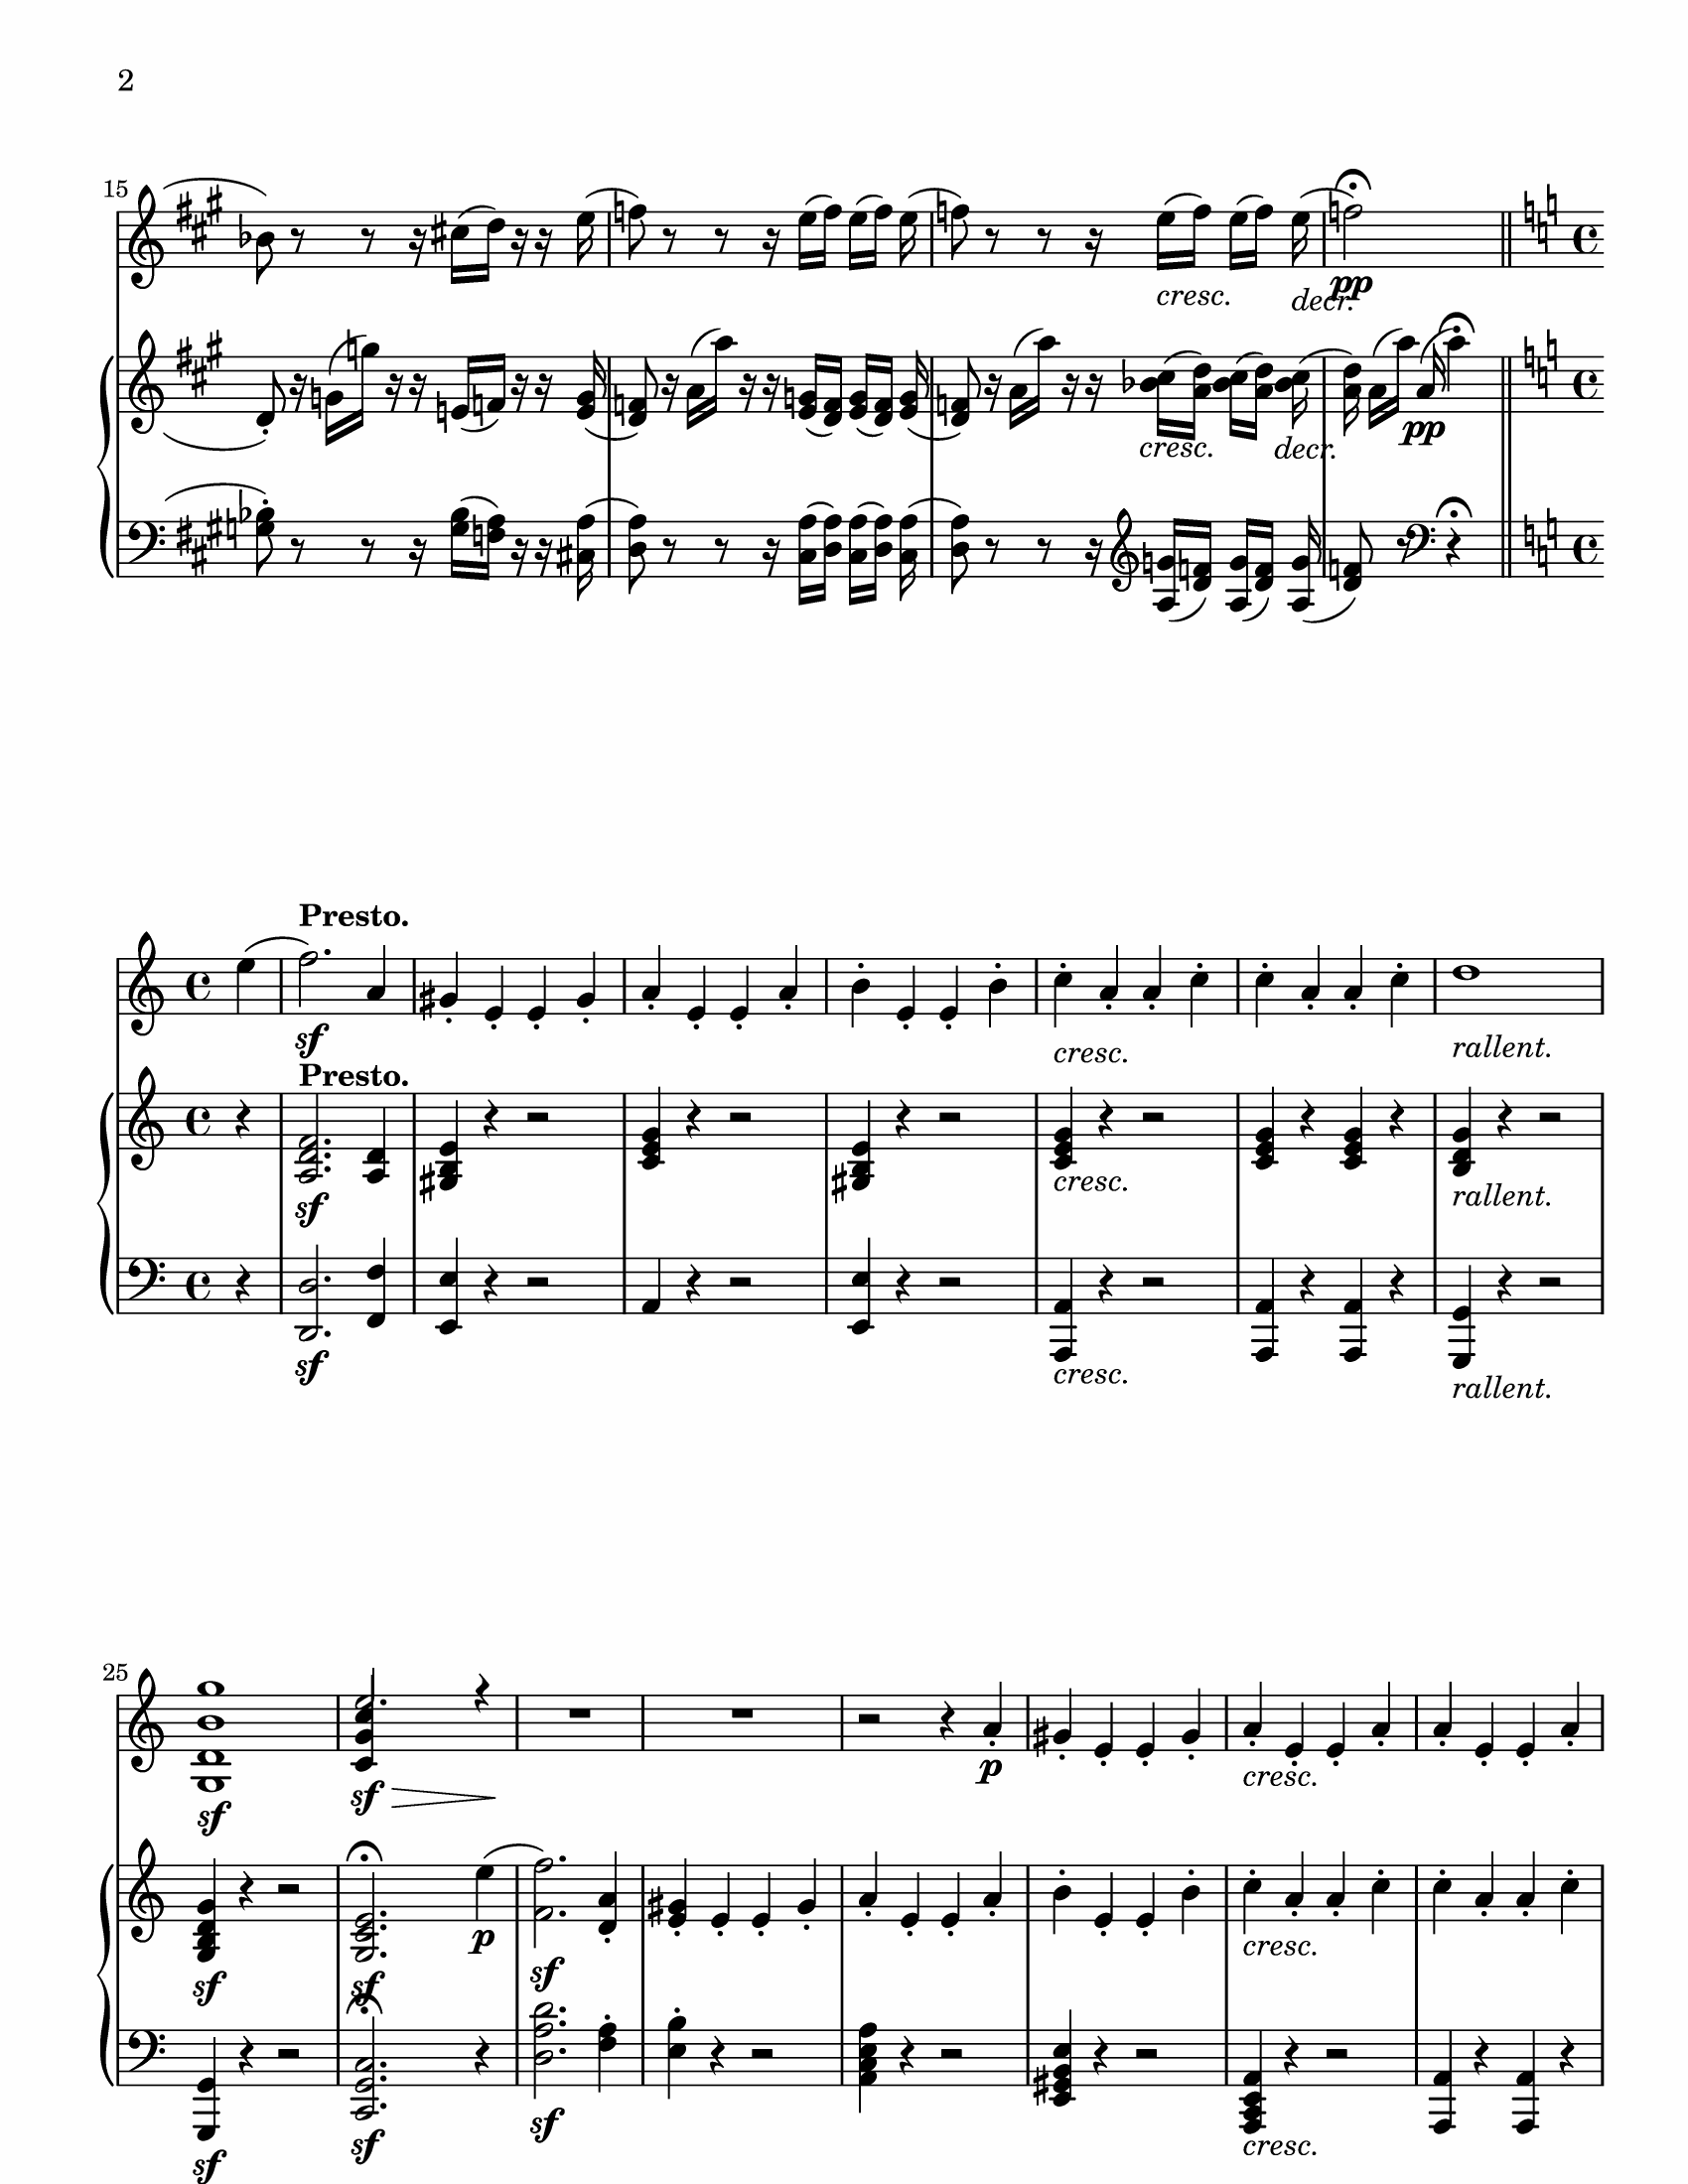 2
15
cresc.
decr.
pp
cresc.
decr.
pp
Presto.
sf
cresc.
rallent.
Presto.
sf
cresc.
rallent.
sf
cresc.
rallent.
25
sf sf p
cresc.
sf sf p sf
cresc.
sf sf sf
cresc.